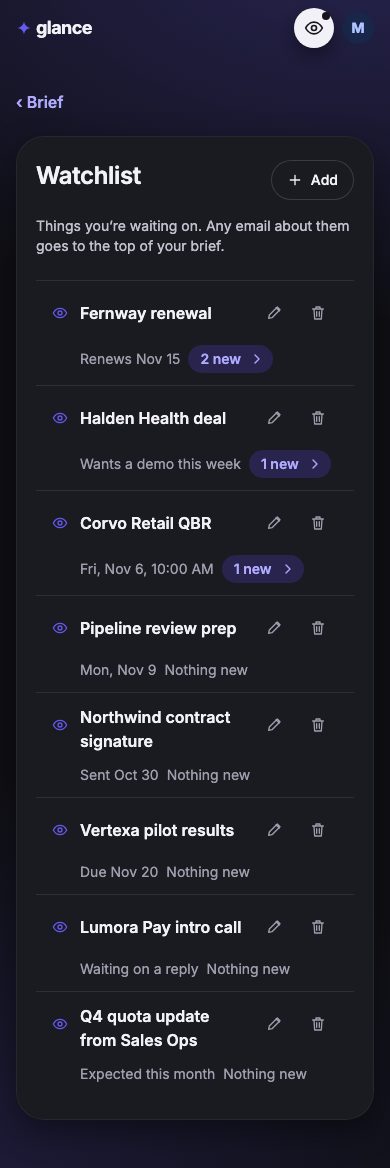 glance
M
‹ Brief
Watchlist
+ Add
Things you’re waiting on. Any email about them
goes to the top of your brief.
Fernway renewal
Renews Nov 15 2 new
Halden Health deal
Wants a demo this week 1 new
Corvo Retail QBR
Fri, Nov 6, 10:00 AM 1 new
Pipeline review prep
Mon, Nov 9 Nothing new
Northwind contract
signature
Sent Oct 30 Nothing new
Vertexa pilot results
Due Nov 20 Nothing new
Lumora Pay intro call
Waiting on a reply Nothing new
Q4 quota update
from Sales Ops
Expected this month Nothing new